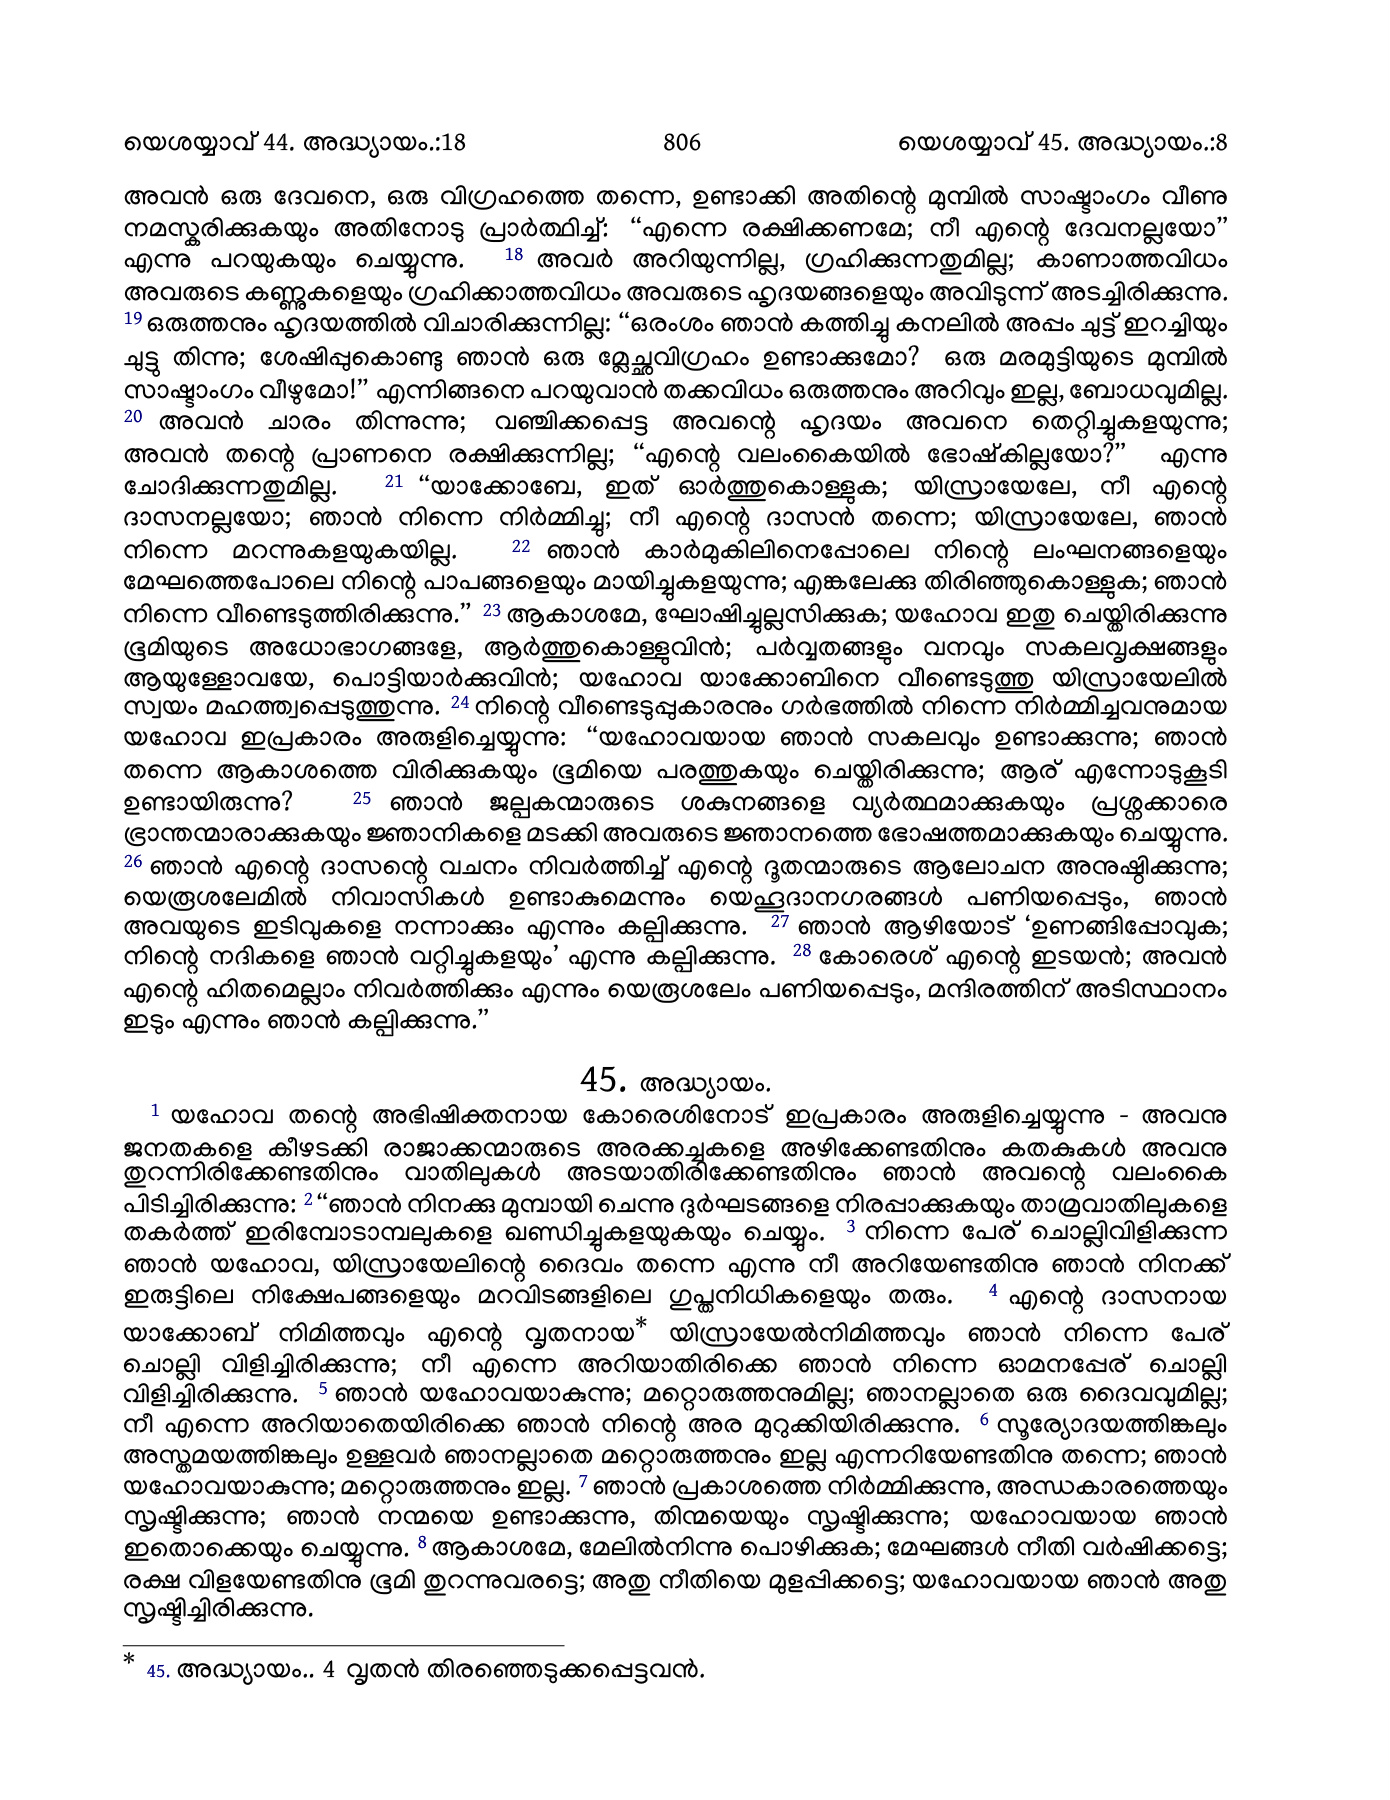 യെശയ്യാവ് 44. അദ്ധ്യായം.:18 806 യെശയ്യാവ് 45. അദ്ധ്യായം.:8
അവൻ ഒരു ദേവനെ, ഒരു വിഗ്രഹത്തെ തന്നെ, ഉണ്ടാക്കി അതിന്റെ മുമ്പിൽ സാഷ്ടാംഗം വീണു
നമസ്കരിക്കുകയും അതിനോടു പ്രാർത്ഥിച്ച്: “എന്നെ രക്ഷിക്കണമേ; നീ എന്റെ ദേവനല്ലയോ”
എന്നു പറയുകയും ചെയ്യുന്നു. 18 അവർ അറിയുന്നില്ല, ഗ്രഹിക്കുന്നതുമില്ല; കാണാത്തവിധം
അവരുടെ കണ്ണുകളെയും ഗ്രഹിക്കാത്തവിധം അവരുടെ ഹൃദയങ്ങളെയും അവിടുന്ന് അടച്ചിരിക്കുന്നു.
19 ഒരുത്തനും ഹൃദയത്തിൽ വിചാരിക്കുന്നില്ല: “ഒരംശം ഞാൻ കത്തിച്ചു കനലിൽ അപ്പം ചുട്ട് ഇറച്ചിയും
ചുട്ടു തിന്നു; ശേഷിപ്പുകൊണ്ടു ഞാൻ ഒരു മ്ലേച്ഛവിഗ്രഹം ഉണ്ടാക്കുമോ? ഒരു മരമുട്ടിയുടെ മുമ്പിൽ
സാഷ്ടാംഗം വീഴുമോ!” എന്നിങ്ങനെ പറയുവാൻ തക്കവിധം ഒരുത്തനും അറിവും ഇല്ല, ബോധവുമില്ല.
20 അവൻ ചാരം തിന്നുന്നു; വഞ്ചിക്കപ്പെട്ട അവന്റെ ഹൃദയം അവനെ തെറ്റിച്ചുകളയുന്നു;
അവൻ തന്റെ പ്രാണനെ രക്ഷിക്കുന്നില്ല; “എന്റെ വലംകൈയിൽ ഭോഷ്കില്ലയോ?” എന്നു
ചോദിക്കുന്നതുമില്ല. 21 “യാക്കോബേ, ഇത് ഓർത്തുകൊള്ളുക; യിസ്രായേലേ, നീ എന്റെ
ദാസനല്ലയോ; ഞാൻ നിന്നെ നിർമ്മിച്ചു; നീ എന്റെ ദാസൻ തന്നെ; യിസ്രായേലേ, ഞാൻ
നിന്നെ മറന്നുകളയുകയില്ല. 22 ഞാൻ കാർമുകിലിനെപ്പോലെ നിന്റെ ലംഘനങ്ങളെയും
മേഘത്തെപോലെ നിന്റെ പാപങ്ങളെയും മായിച്ചുകളയുന്നു; എങ്കലേക്കു തിരിഞ്ഞുകൊള്ളുക; ഞാൻ
നിന്നെ വീണ്ടെടുത്തിരിക്കുന്നു.” 23 ആകാശമേ, ഘോഷിച്ചുല്ലസിക്കുക; യഹോവ ഇതു ചെയ്തിരിക്കുന്നു
ഭൂമിയുടെ അധോഭാഗങ്ങളേ, ആർത്തുകൊള്ളുവിൻ; പർവ്വതങ്ങളും വനവും സകലവൃക്ഷങ്ങളും
ആയുള്ളോവയേ, പൊട്ടിയാർക്കുവിൻ; യഹോവ യാക്കോബിനെ വീണ്ടെടുത്തു യിസ്രായേലിൽ
സ്വയം മഹത്ത്വപ്പെടുത്തുന്നു. 24 നിന്റെ വീണ്ടെടുപ്പുകാരനും ഗർഭത്തിൽ നിന്നെ നിർമ്മിച്ചവനുമായ
യഹോവ ഇപ്രകാരം അരുളിച്ചെയ്യുന്നു: “യഹോവയായ ഞാൻ സകലവും ഉണ്ടാക്കുന്നു; ഞാൻ
തന്നെ ആകാശത്തെ വിരിക്കുകയും ഭൂമിയെ പരത്തുകയും ചെയ്തിരിക്കുന്നു; ആര് എന്നോടുകൂടി
ഉണ്ടായിരുന്നു? 25 ഞാൻ ജല്പകന്മാരുടെ ശകുനങ്ങളെ വ്യർത്ഥമാക്കുകയും പ്രശ്നക്കാരെ
ഭ്രാന്തന്മാരാക്കുകയും ജ്ഞാനികളെ മടക്കി അവരുടെ ജ്ഞാനത്തെ ഭോഷത്തമാക്കുകയും ചെയ്യുന്നു.
26 ഞാൻ എന്റെ ദാസന്റെ വചനം നിവർത്തിച്ച് എന്റെ ദൂതന്മാരുടെ ആലോചന അനുഷ്ഠിക്കുന്നു;
യെരൂശലേമിൽ നിവാസികൾ ഉണ്ടാകുമെന്നും യെഹൂദാനഗരങ്ങൾ പണിയപ്പെടും, ഞാൻ
അവയുടെ ഇടിവുകളെ നന്നാക്കും എന്നും കല്പിക്കുന്നു. 27 ഞാൻ ആഴിയോട് ‘ഉണങ്ങിപ്പോവുക;
നിന്റെ നദികളെ ഞാൻ വറ്റിച്ചുകളയും’ എന്നു കല്പിക്കുന്നു. 28 കോരെശ് എന്റെ ഇടയൻ; അവൻ
എന്റെ ഹിതമെല്ലാം നിവർത്തിക്കും എന്നും യെരൂശലേം പണിയപ്പെടും, മന്ദിരത്തിന് അടിസ്ഥാനം
ഇടും എന്നും ഞാൻ കല്പിക്കുന്നു.”
45. അദ്ധ്യായം.
1 യഹോവ തന്റെ അഭിഷിക്തനായ കോരെശിനോട് ഇപ്രകാരം അരുളിച്ചെയ്യുന്നു - അവനു
ജനതകളെ കീഴടക്കി രാജാക്കന്മാരുടെ അരക്കച്ചകളെ അഴിക്കേണ്ടതിനും കതകുകൾ അവനു
തുറന്നിരിക്കേണ്ടതിനും വാതിലുകൾ അടയാതിരിക്കേണ്ടതിനും ഞാൻ അവന്റെ വലംകൈ
പിടിച്ചിരിക്കുന്നു: 2 “ഞാൻ നിനക്കു മുമ്പായി ചെന്നു ദുർഘടങ്ങളെ നിരപ്പാക്കുകയും താമ്രവാതിലുകളെ
തകർത്ത് ഇരിമ്പോടാമ്പലുകളെ ഖണ്ഡിച്ചുകളയുകയും ചെയ്യും. 3 നിന്നെ പേര് ചൊല്ലിവിളിക്കുന്ന
ഞാൻ യഹോവ, യിസ്രായേലിന്റെ ദൈവം തന്നെ എന്നു നീ അറിയേണ്ടതിനു ഞാൻ നിനക്ക്
ഇരുട്ടിലെ നിക്ഷേപങ്ങളെയും മറവിടങ്ങളിലെ ഗുപ്തനിധികളെയും തരും. 4 എന്റെ ദാസനായ
യാക്കോബ് നിമിത്തവും എന്റെ വൃതനായ* യിസ്രായേൽനിമിത്തവും ഞാൻ നിന്നെ പേര്
ചൊല്ലി വിളിച്ചിരിക്കുന്നു; നീ എന്നെ അറിയാതിരിക്കെ ഞാൻ നിന്നെ ഓമനപ്പേര് ചൊല്ലി
വിളിച്ചിരിക്കുന്നു. 5 ഞാൻ യഹോവയാകുന്നു; മറ്റൊരുത്തനുമില്ല; ഞാനല്ലാതെ ഒരു ദൈവവുമില്ല;
നീ എന്നെ അറിയാതെയിരിക്കെ ഞാൻ നിന്റെ അര മുറുക്കിയിരിക്കുന്നു. 6 സൂര്യോദയത്തിങ്കലും
അസ്തമയത്തിങ്കലും ഉള്ളവർ ഞാനല്ലാതെ മറ്റൊരുത്തനും ഇല്ല എന്നറിയേണ്ടതിനു തന്നെ; ഞാൻ
യഹോവയാകുന്നു; മറ്റൊരുത്തനും ഇല്ല. 7 ഞാൻ പ്രകാശത്തെ നിർമ്മിക്കുന്നു, അന്ധകാരത്തെയും
സൃഷ്ടിക്കുന്നു; ഞാൻ നന്മയെ ഉണ്ടാക്കുന്നു, തിന്മയെയും സൃഷ്ടിക്കുന്നു; യഹോവയായ ഞാൻ
ഇതൊക്കെയും ചെയ്യുന്നു. 8 ആകാശമേ, മേലിൽനിന്നു പൊഴിക്കുക; മേഘങ്ങൾ നീതി വർഷിക്കട്ടെ;
രക്ഷ വിളയേണ്ടതിനു ഭൂമി തുറന്നുവരട്ടെ; അതു നീതിയെ മുളപ്പിക്കട്ടെ; യഹോവയായ ഞാൻ അതു
സൃഷ്ടിച്ചിരിക്കുന്നു.
* 45. അദ്ധ്യായം.. 4 വൃതൻ തിരഞ്ഞെടുക്കപ്പെട്ടവൻ.